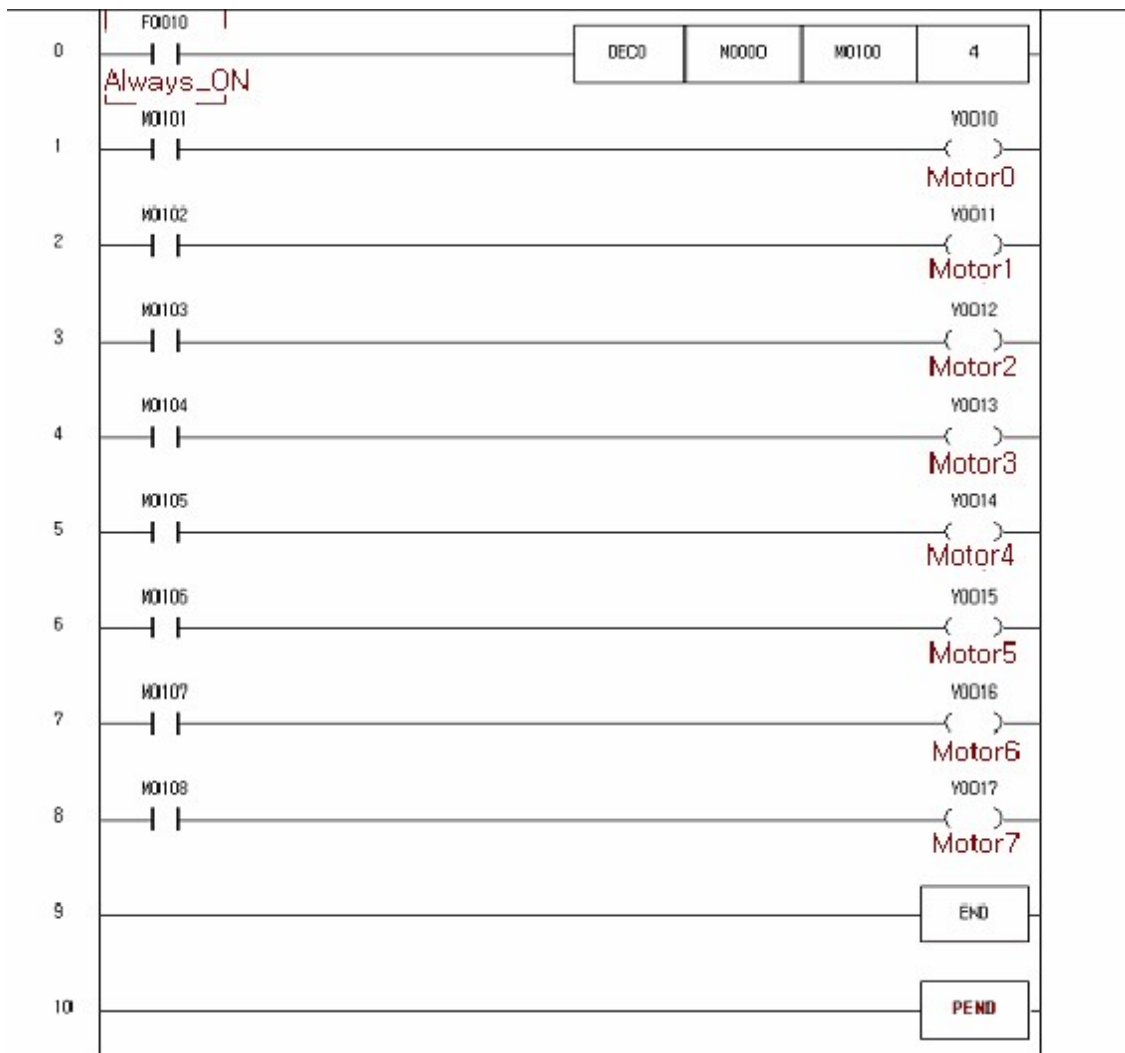 F0010
0 DECO M0000 M0100 4
Always_ON
M0101 Y0010
1
Motor0
M0102 Y0011
2
Motor1
M0103 Y0012
3
Motor2
M0104 Y0013
4
Motor3
M0105 Y0014
5
Motor4
M0106 Y0015
6
Motor5
M0107 Y0016
7
Motor6
M0108 Y0017
8
Motor7
9 END
10 PEND